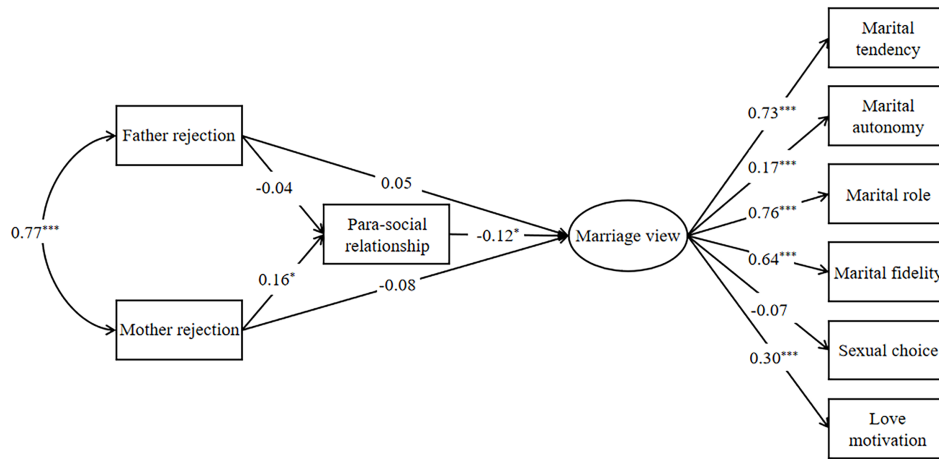 Marital
tendency
0.73***
Marital
autonomy
Father rejection
0.17***
-0.04
0.05
Marital role
0.76***
Para-social
relationship
0.77***
-0.12*
Marriage view
0.64***
Marital fidelity
0.16*
-0.08
-0.07
Mother rejection
Sexual choice
0.30***
Love
motivation